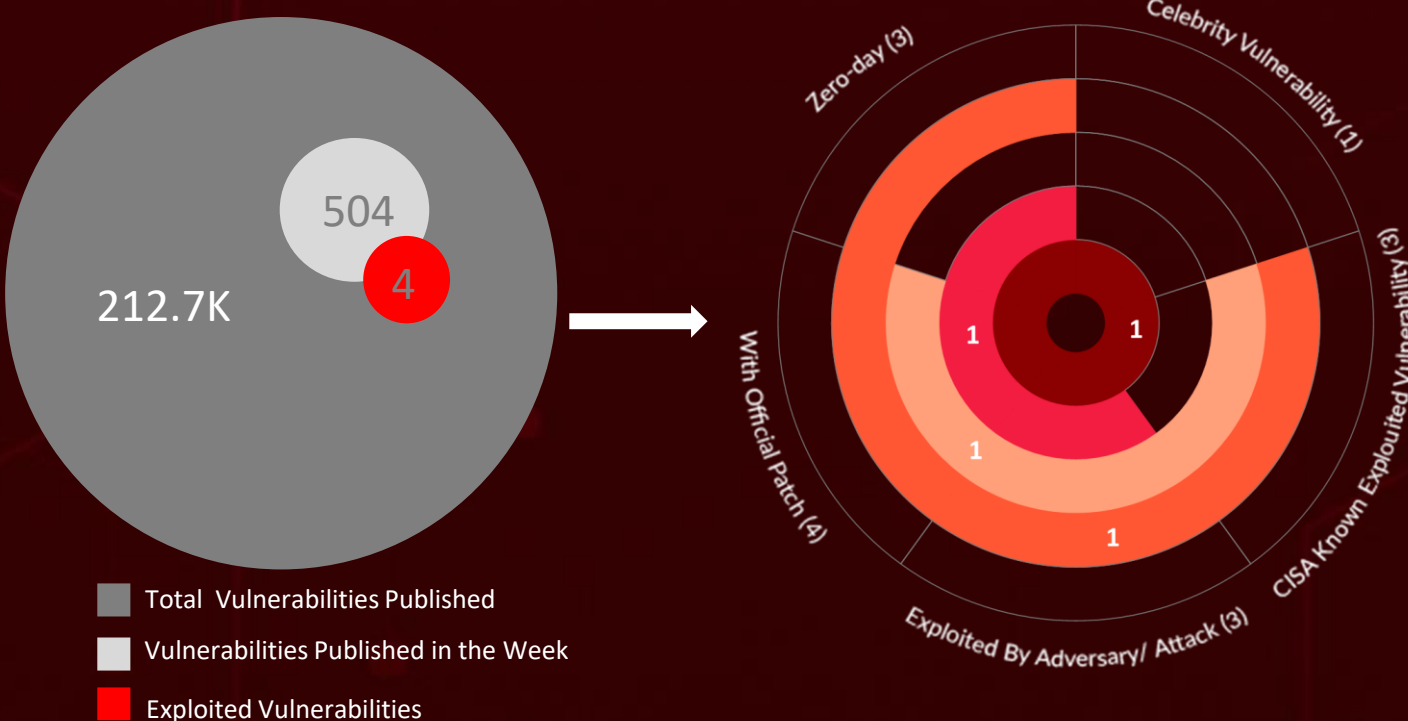 212.7K
504
4
Total Vulnerabilities Published
Vulnerabilities Published in the Week
Exploited Vulnerabilities
Zero-day (3)
Celebrity Vulnerability (1)
CISA Known Explouited Vulnerability (3)
Exploited By Adversary/ Attack (3)
With Official Patch (4)
1
1
1
1